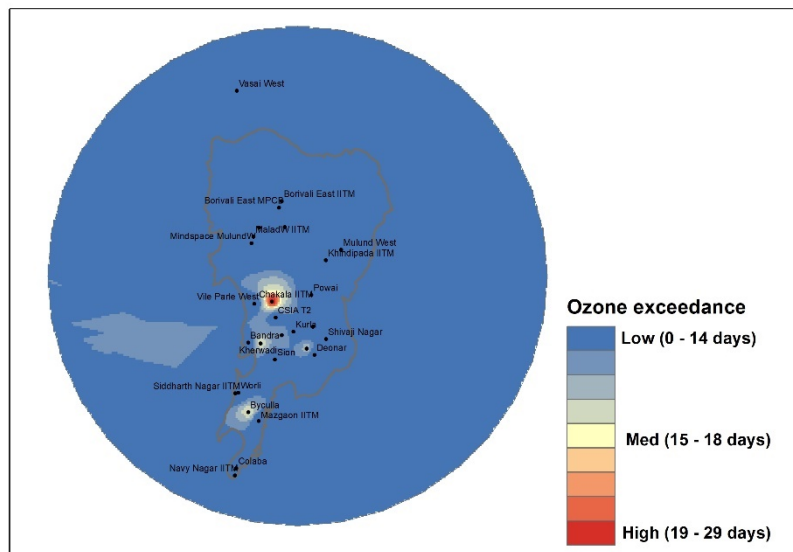 Vasai West
Borivali East IITM
Borivali East MPCB
MaladW IITM
Mindspace MulundW
Mulund West
Khindipada IITM
Powai
Chakala IITM
Vile Parle West
CSIA T2
Kurla
Shivaji Nagar
Bandra
Kherwadi
Sion
Deonar
Siddharth Nagar IITM
Worli
Byculla
Mazgaon IITM
Colaba
Navy Nagar IITM
Ozone exceedance
Low (0 - 14 days)
Med (15 - 18 days)
High (19 - 29 days)